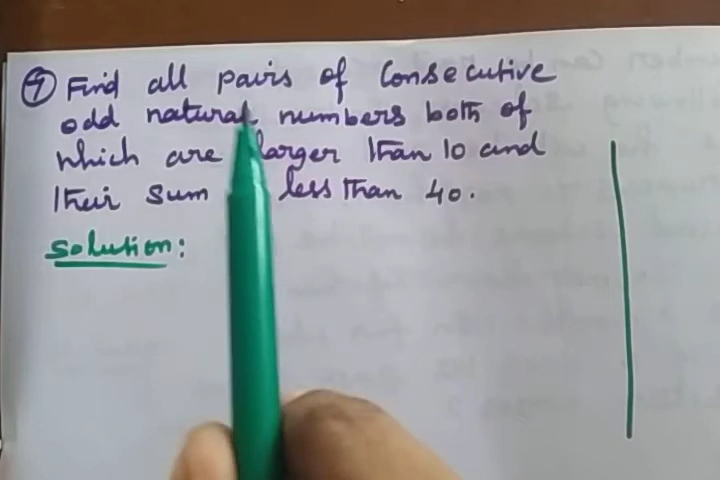 9 Find all pairs of Consecutive
odd natural numbers both of
which are larger than 10 and
their sum less than 40.
Solution: